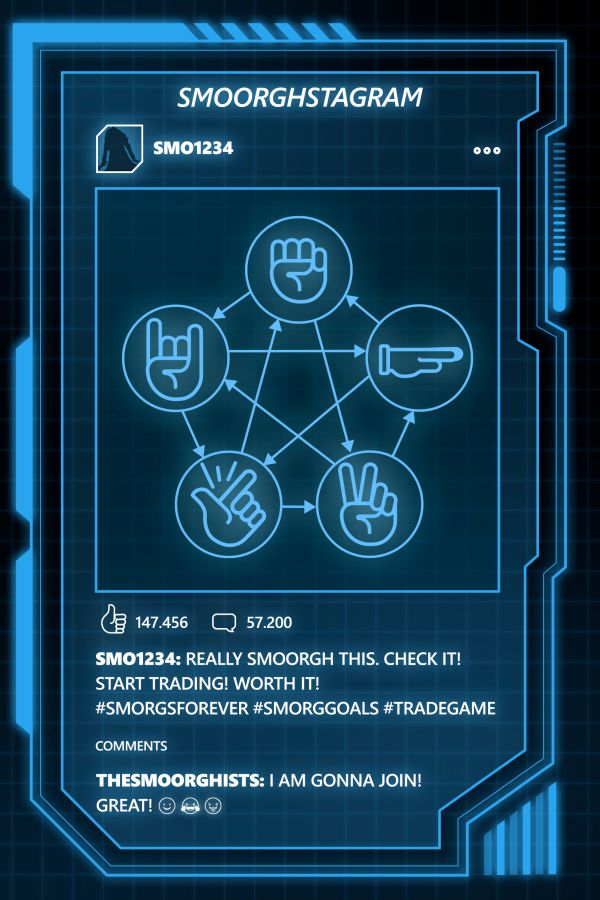 SMOORGHSTAGRAM
SMO1234
147.456 57.200
SMO1234: REALLY SMOORGH THIS. CHECK IT!
START TRADING! WORTH IT!
#SMORGSFOREVER #SMORGGOALS #TRADEGAME
COMMENTS
THESMOORGHISTS: I AM GONNA JOIN!
GREAT!